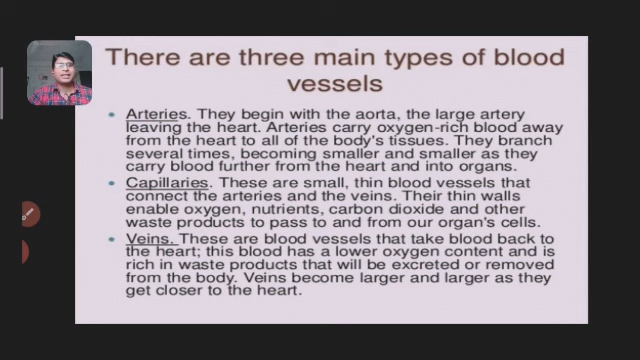 There are three main types of blood
vessels
• Arteries. They begin with the aorta, the large artery
leaving the heart. Arteries carry oxygen-rich blood away
from the heart to all of the body's tissues. They branch
several times, becoming smaller and smaller as they
carry blood further from the heart and into organs.
• Capillaries. These are small, thin blood vessels that
connect the arteries and the veins. Their thin walls
enable oxygen, nutrients, carbon dioxide and other
waste products to pass to and from our organ's cells.
• Veins. These are blood vessels that take blood back to
the heart; this blood has a lower oxygen content and is
rich in waste products that will be excreted or removed
from the body. Veins become larger and larger as they
get closer to the heart.